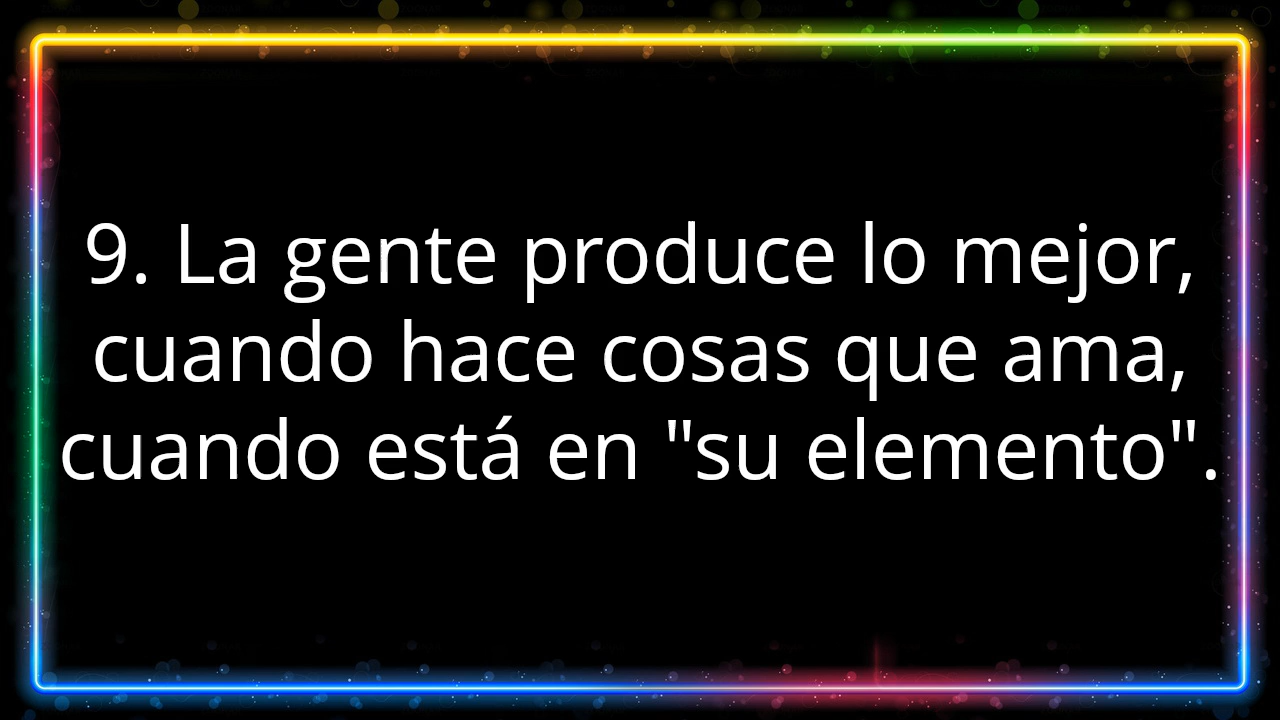 9. La gente produce lo mejor,
cuando hace cosas que ama,
cuando está en "su elemento".